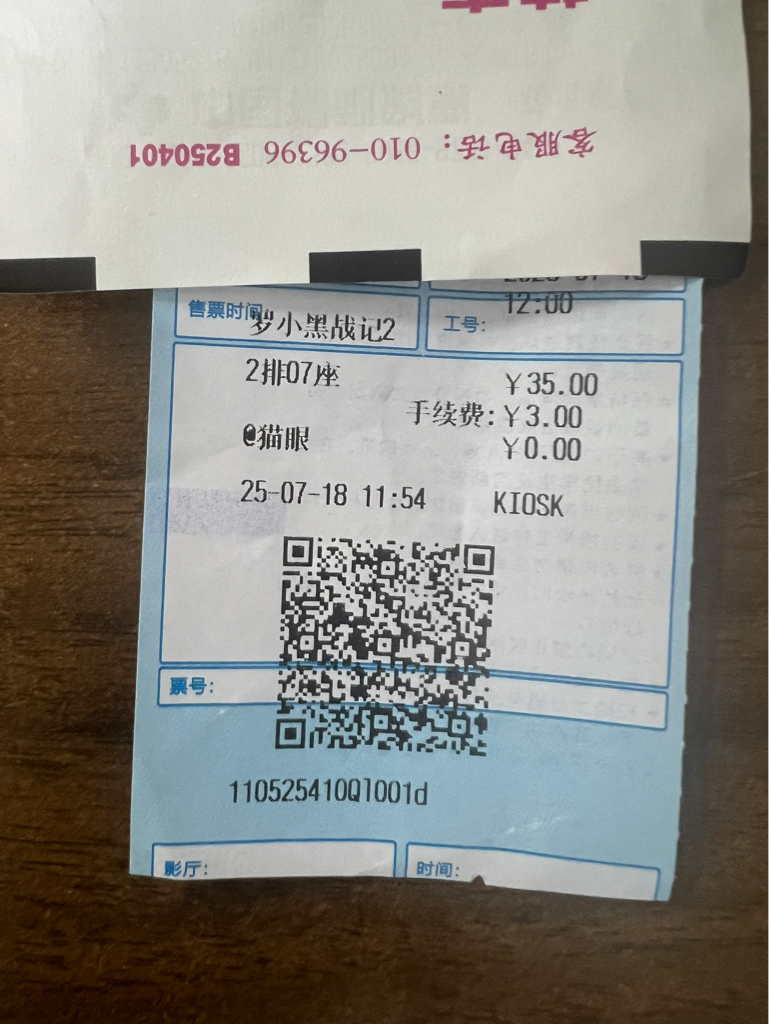 客服电话：010-96396 B250401
12:00
售票时间
罗小黑战记2
工号:
2排07座
￥35.00
手续费:￥3.00
@猫眼
￥0.00
25-07-18 11:54
KIOSK
票号:
110525410Q1001d
影厅:
时间: